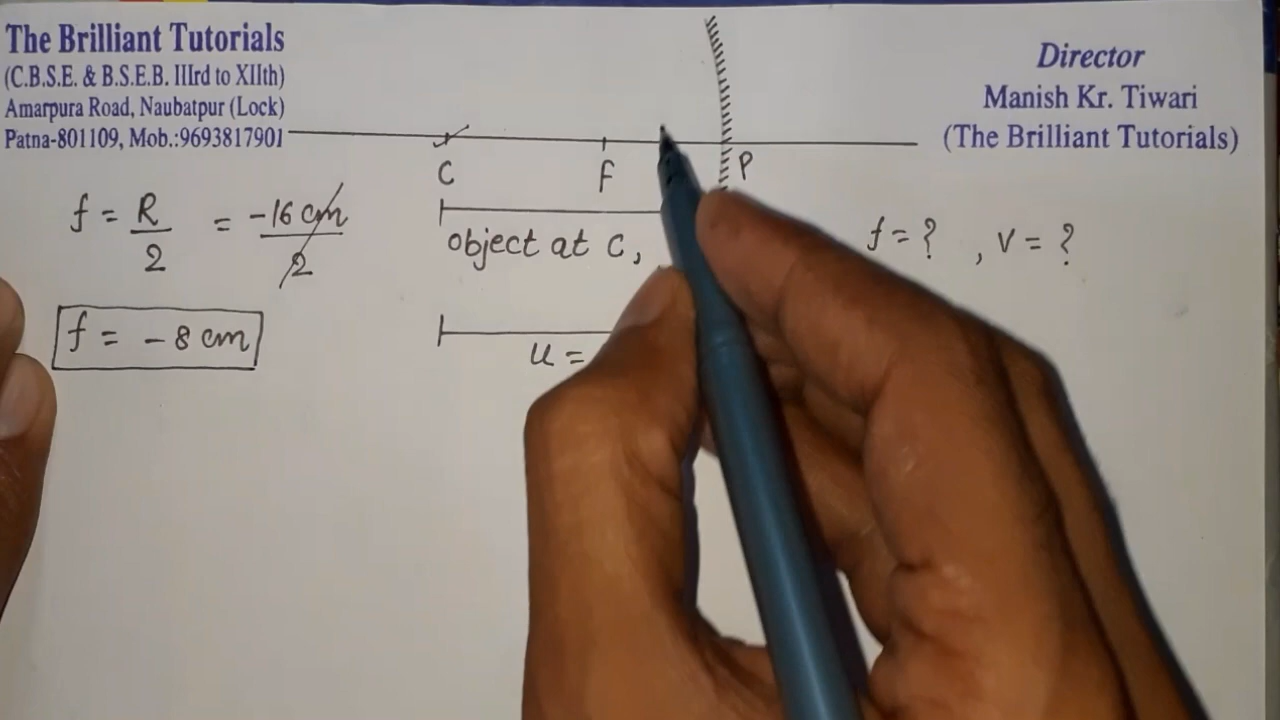 The Brilliant Tutorials
(C.B.S.E. & B.S.E.B. IIIrd to XIIth)
Amarpura Road, Naubatpur (Lock)
Patna-801109, Mob.:9693817901
Director
Manish Kr. Tiwari
(The Brilliant Tutorials)
C F P
f = R/2 = -16 cm/2
object at C,
f = ? , v = ?
f = -8 cm
u =